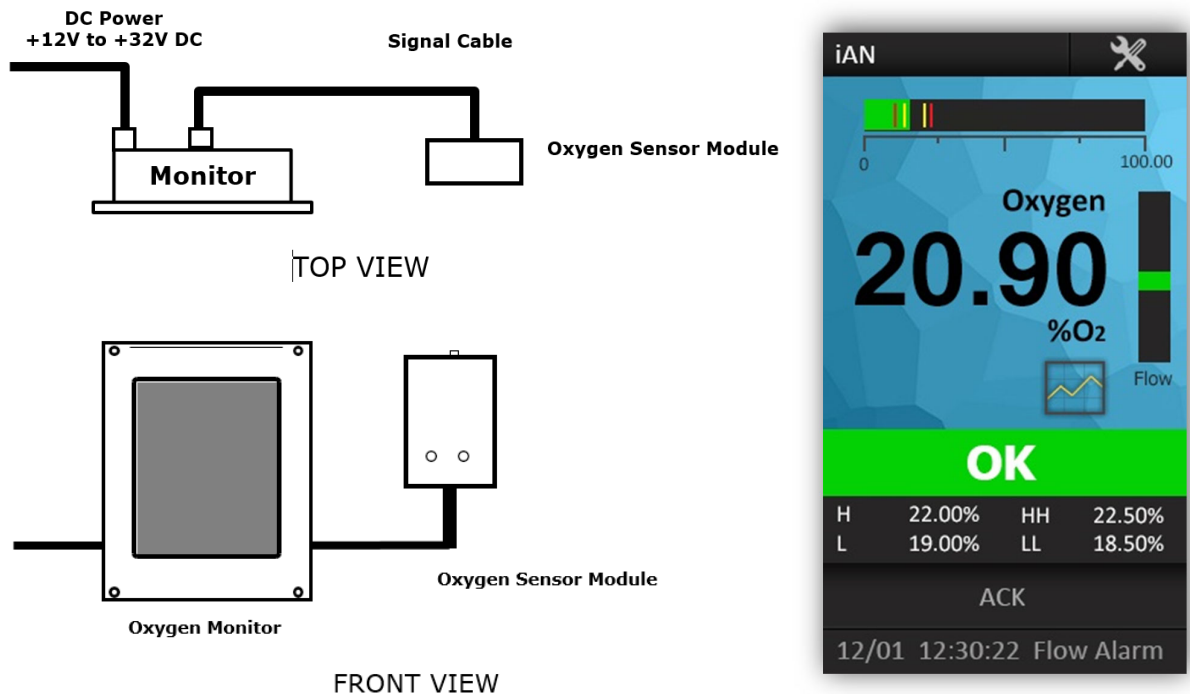 DC Power
+12V to +32V DC
Signal Cable
Monitor
Oxygen Sensor Module
TOP VIEW
Oxygen Sensor Module
Oxygen Monitor
FRONT VIEW
iAN
0
100.00
Oxygen
20.90
%O₂
Flow
OK
H 22.00% HH 22.50%
L 19.00% LL 18.50%
ACK
12/01 12:30:22 Flow Alarm